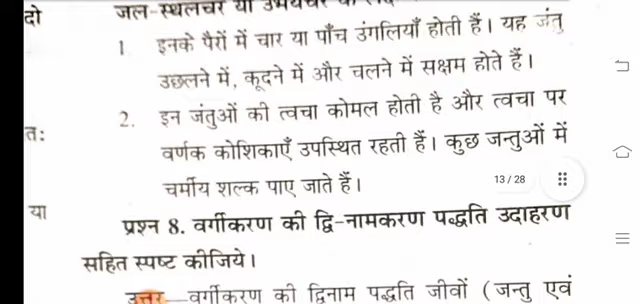 दो
जल-स्थलचर या उभयचर के
1. इनके पैरों में चार या पाँच उंगलियाँ होती हैं। यह जंतु
उछलने में, कूदने में और चलने में सक्षम होते हैं।
2. इन जंतुओं की त्वचा कोमल होती है और त्वचा पर
तः
वर्णक कोशिकाएँ उपस्थित रहती हैं। कुछ जन्तुओं में
चर्मीय शल्क पाए जाते हैं।
13 / 28
या
प्रश्न 8. वर्गीकरण की द्वि-नामकरण पद्धति उदाहरण
सहित स्पष्ट कीजिये।
उत्तर—वर्गीकरण की द्विनाम पद्धति जीवों (जन्तु एवं